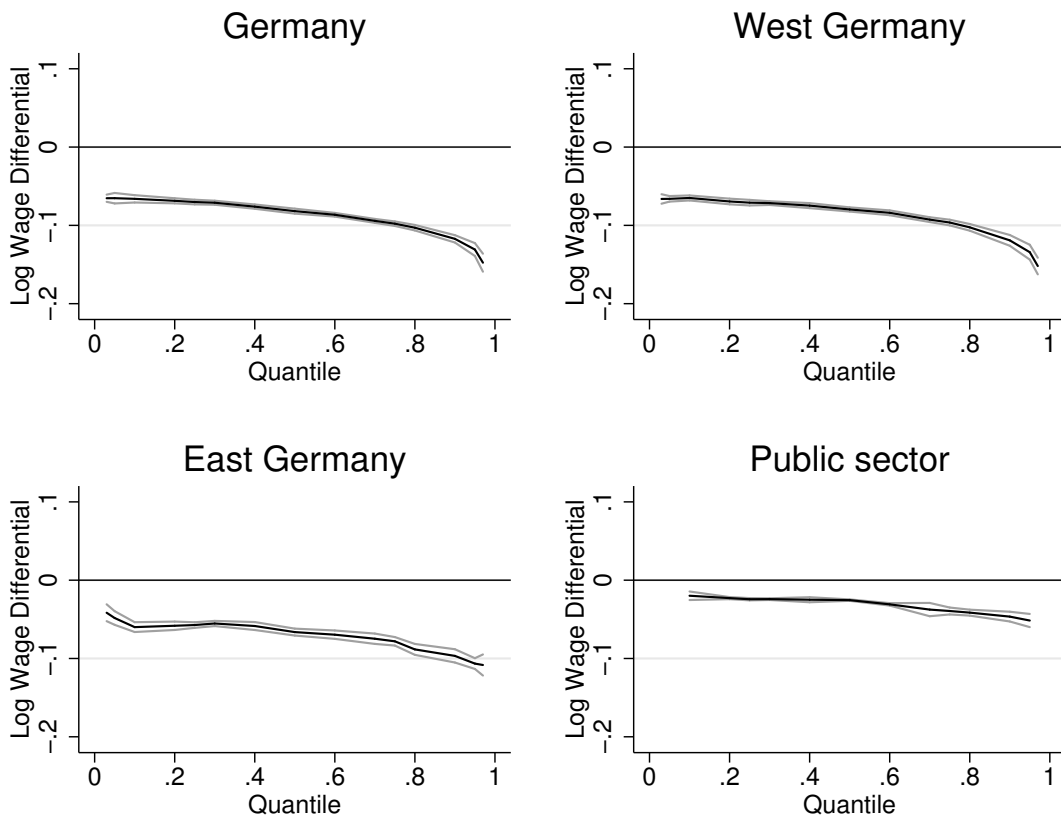 Germany
Log Wage Differential
.1
0
−.1
−.2
0 .2 .4 .6 .8 1
Quantile
West Germany
Log Wage Differential
.1
0
−.1
−.2
0 .2 .4 .6 .8 1
Quantile
East Germany
Log Wage Differential
.1
0
−.1
−.2
0 .2 .4 .6 .8 1
Quantile
Public sector
Log Wage Differential
.1
0
−.1
−.2
0 .2 .4 .6 .8 1
Quantile